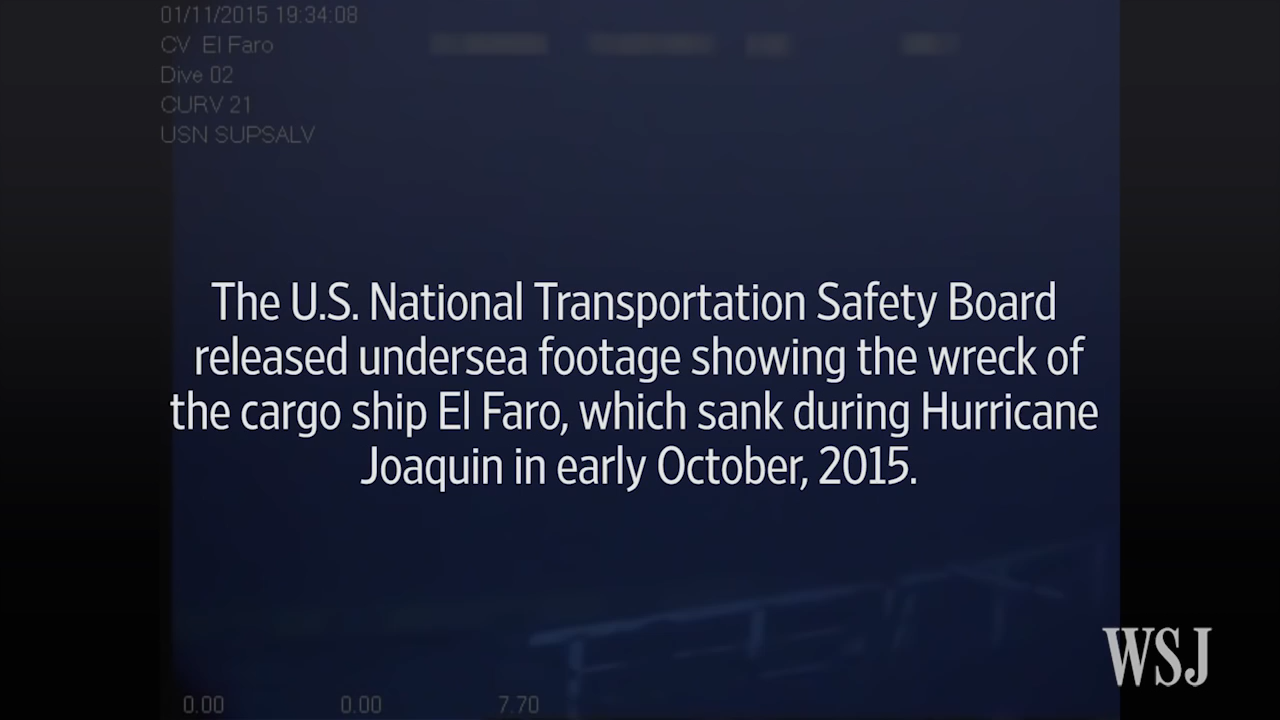 01/11/2015 19:34:08
CV El Faro
Dive 02
CURV 21
USN SUPSALV
The U.S. National Transportation Safety Board
released undersea footage showing the wreck of
the cargo ship El Faro, which sank during Hurricane
Joaquin in early October, 2015.
WSJ
0.00 0.00 7.70